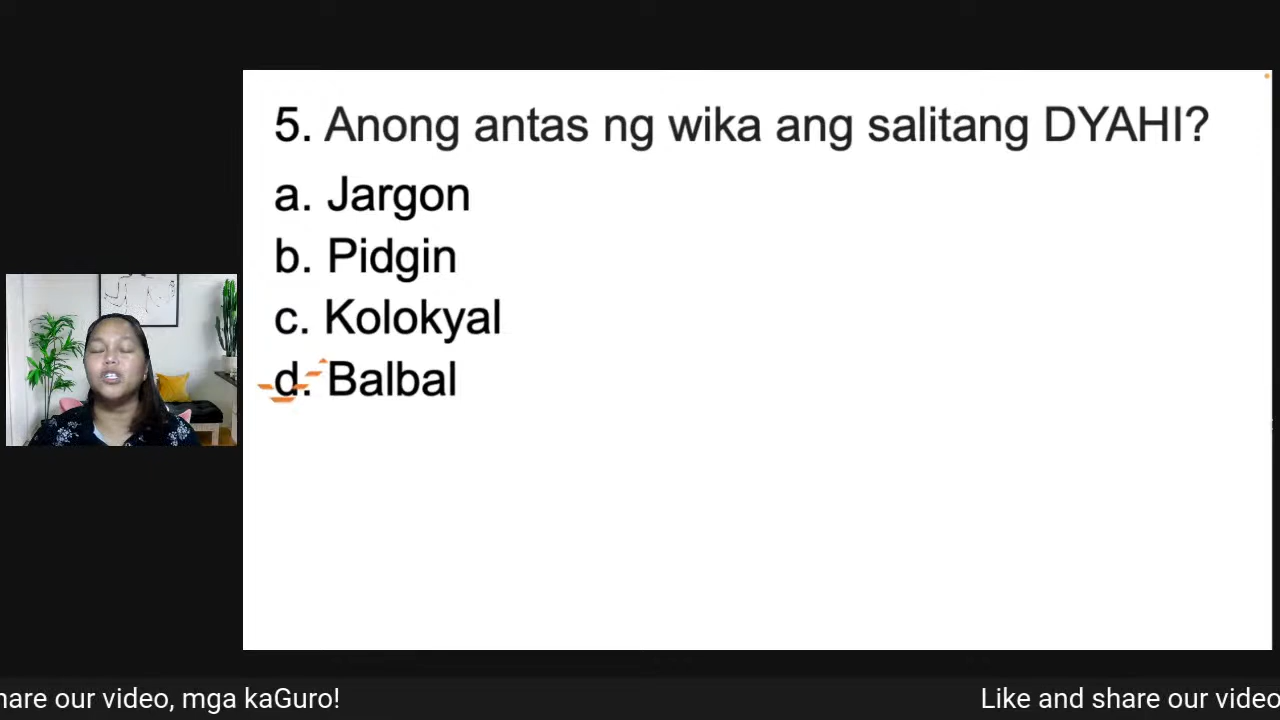 5. Anong antas ng wika ang salitang DYAHI?
a. Jargon
b. Pidgin
c. Kolokyal
d. Balbal
hare our video, mga kaGuro! Like and share our video